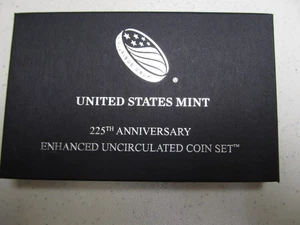 UNITED STATES MINT
225TH ANNIVERSARY
ENHANCED UNCIRCULATED COIN SET™